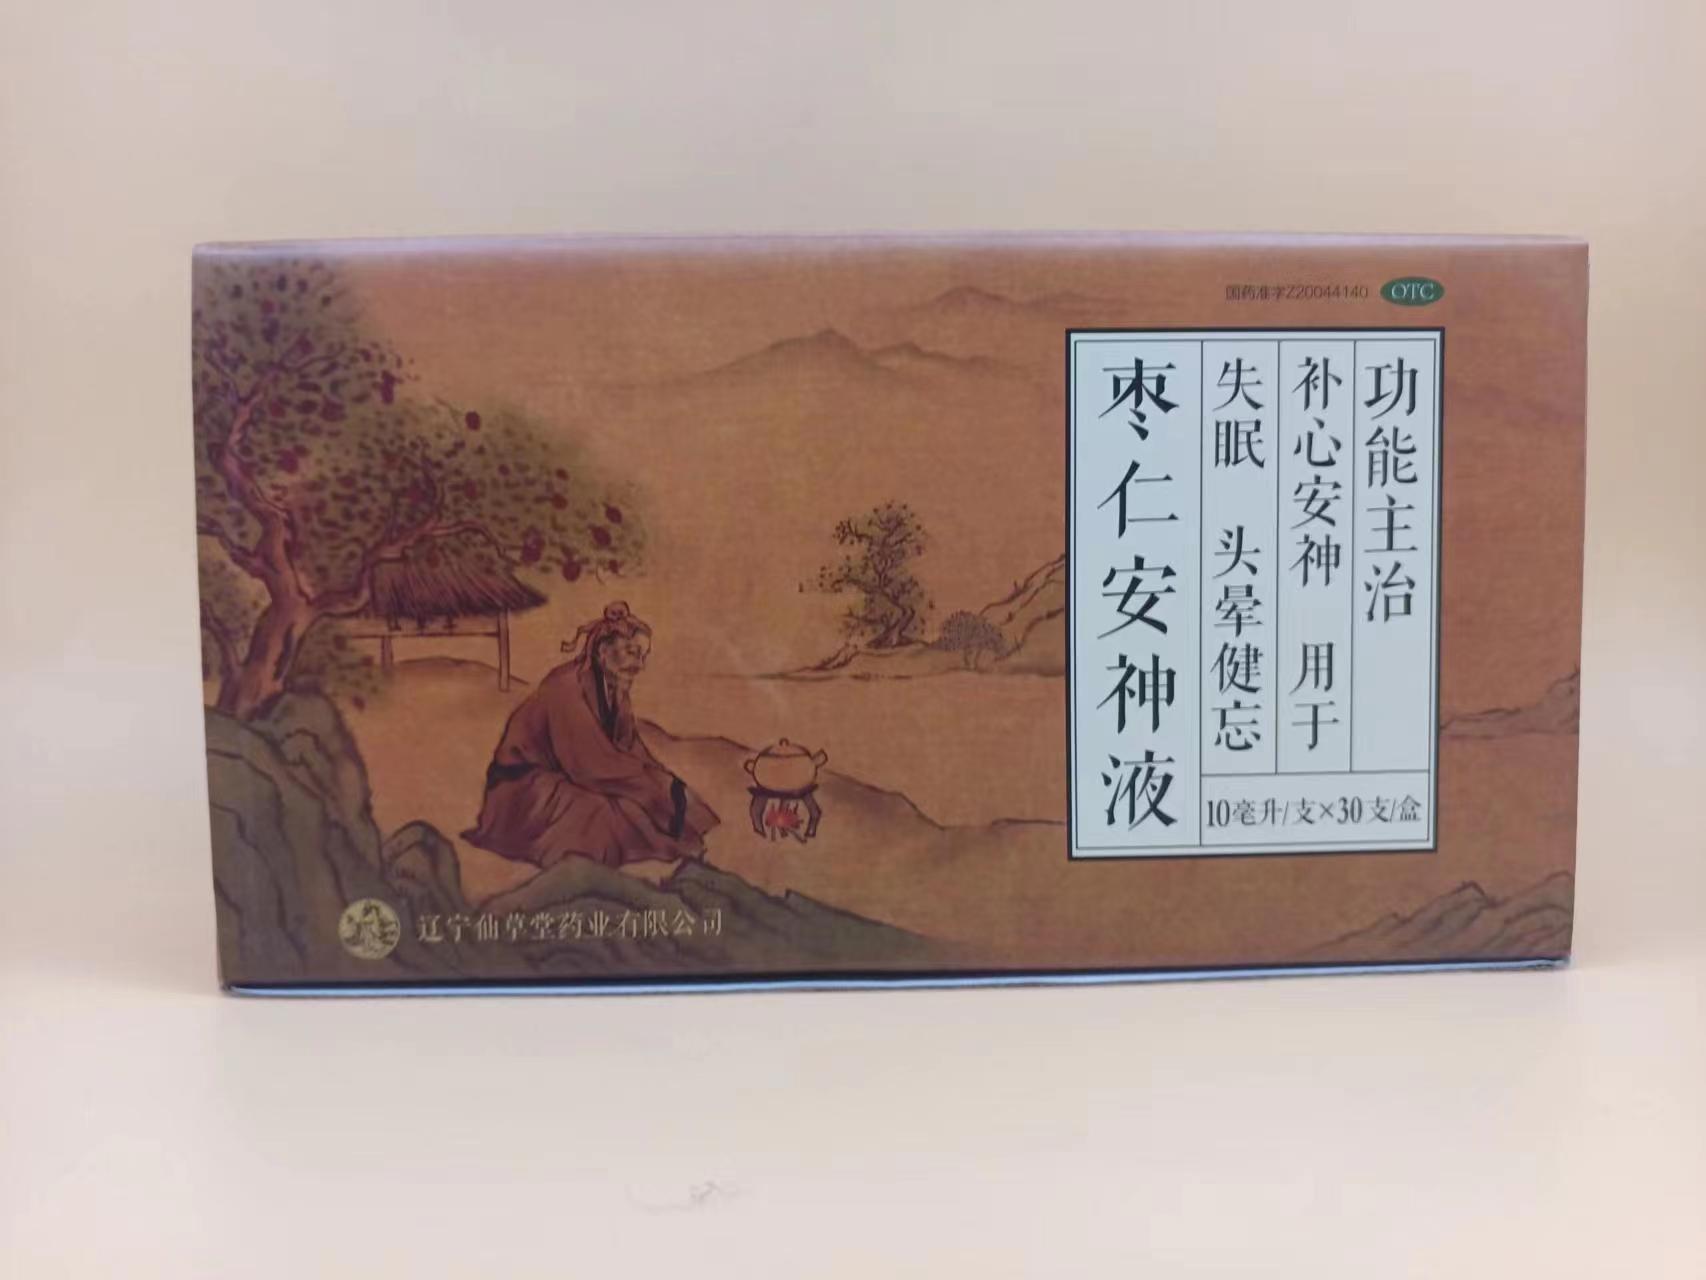 国药准字Z20044140
OTC
功能主治
补心安神 用于
失眠 头晕健忘
枣仁安神液
10毫升/支×30支/盒
辽宁仙草堂药业有限公司